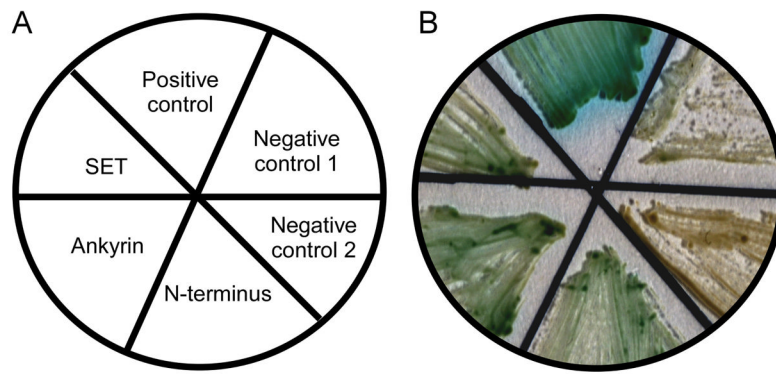 A
B
Positive
control
Negative
control 1
SET
Ankyrin
Negative
control 2
N-terminus